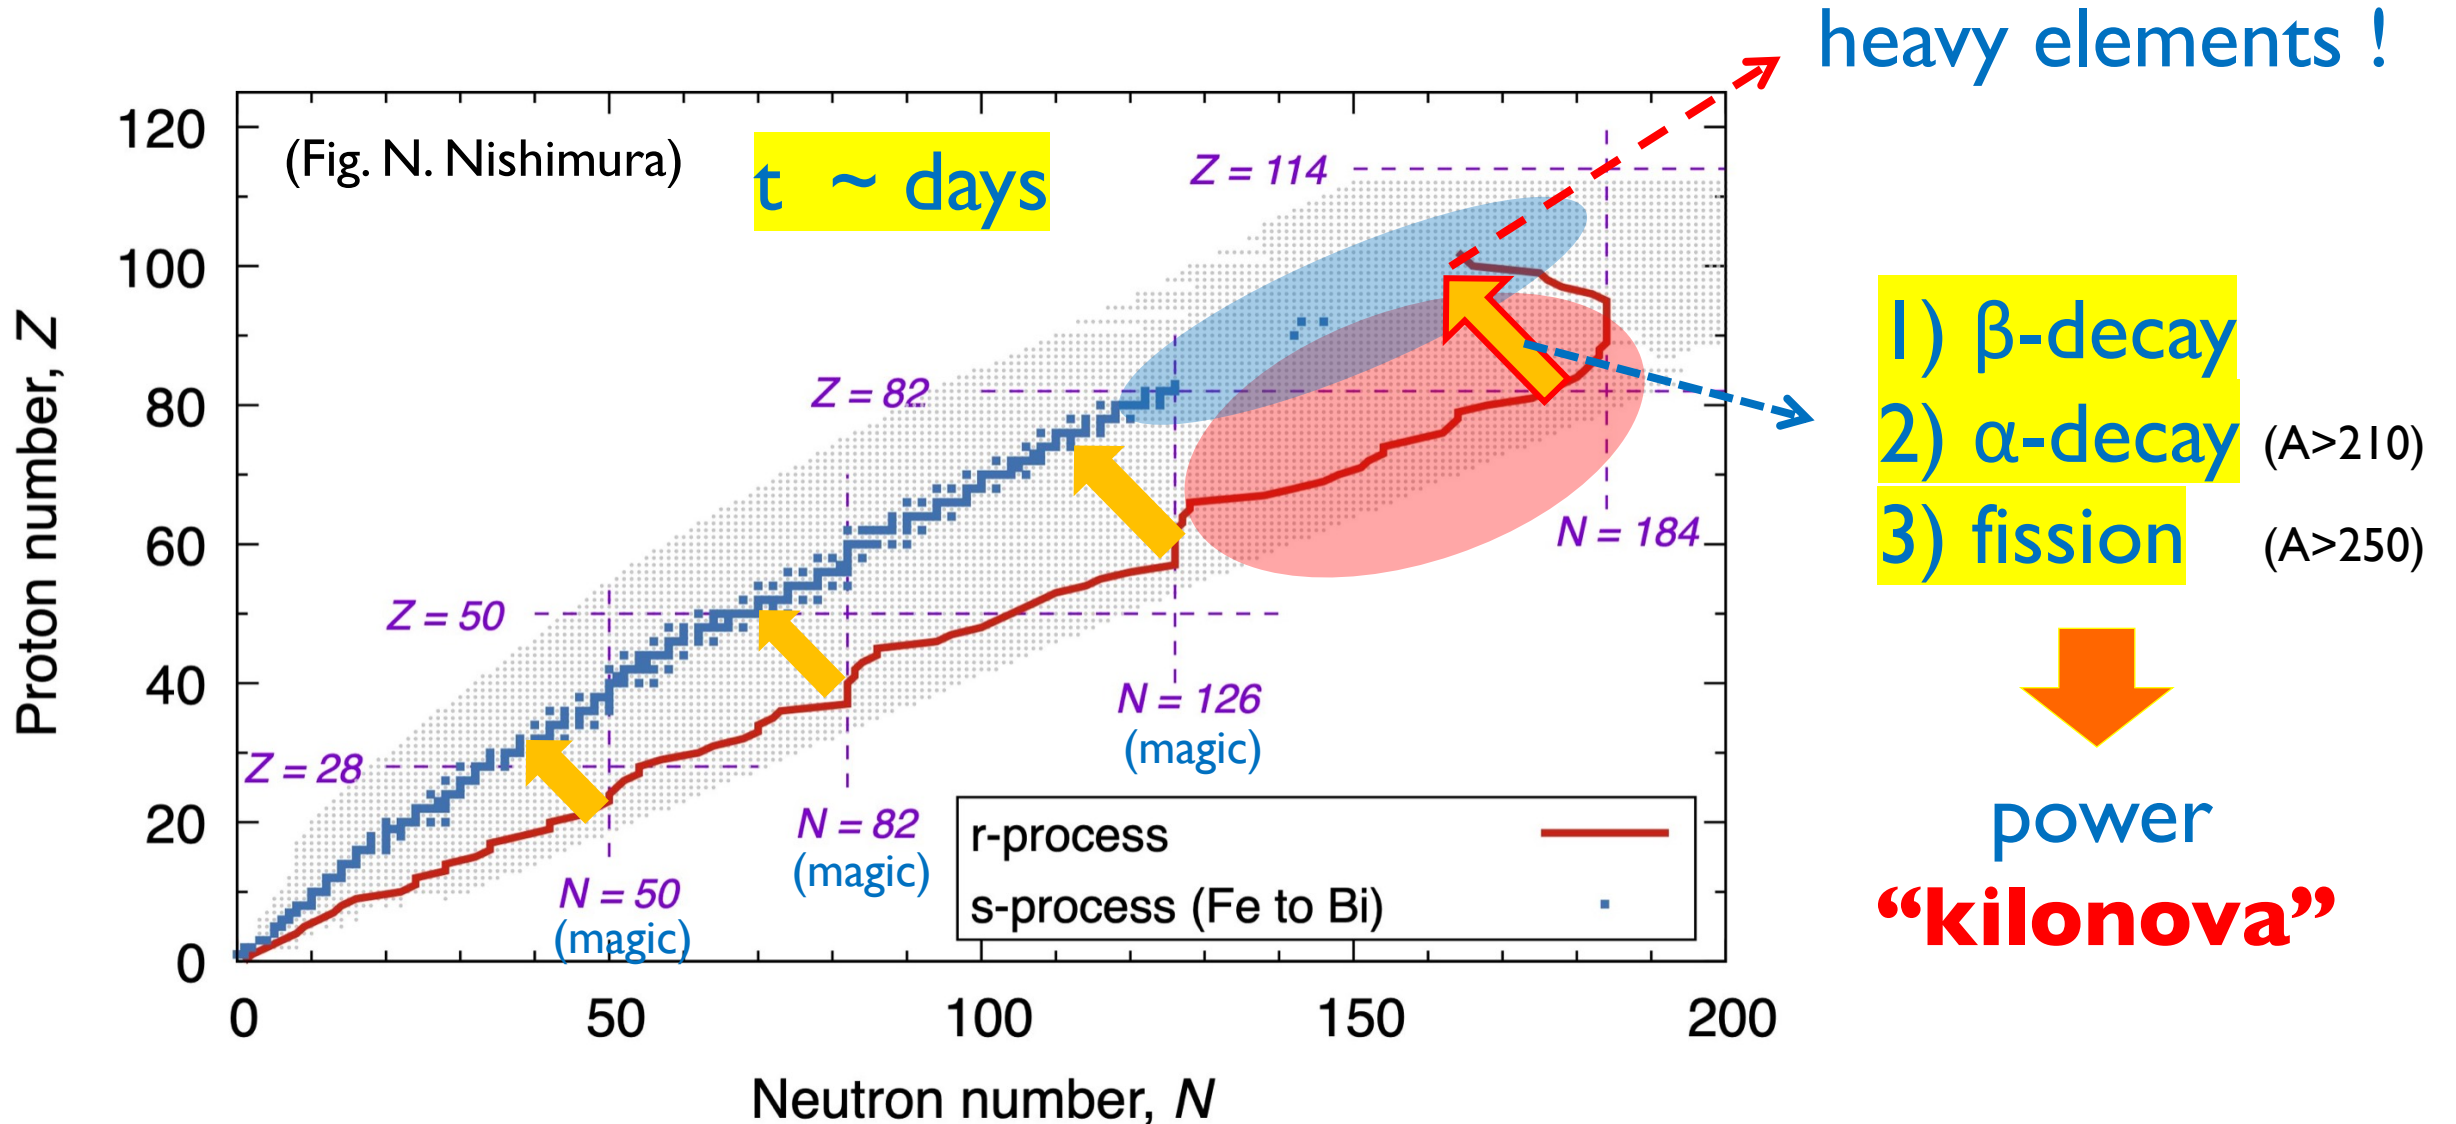 heavy elements !
120
100
80
60
40
20
0
Proton number, Z
(Fig. N. Nishimura)
t ~ days
Z = 114
Z = 82
Z = 50
Z = 28
N = 184
N = 126
(magic)
N = 82
(magic)
N = 50
(magic)
r-process
s-process (Fe to Bi)
0 50 100 150 200
Neutron number, N
1) β-decay
2) α-decay (A>210)
3) fission (A>250)
power
“kilonova”